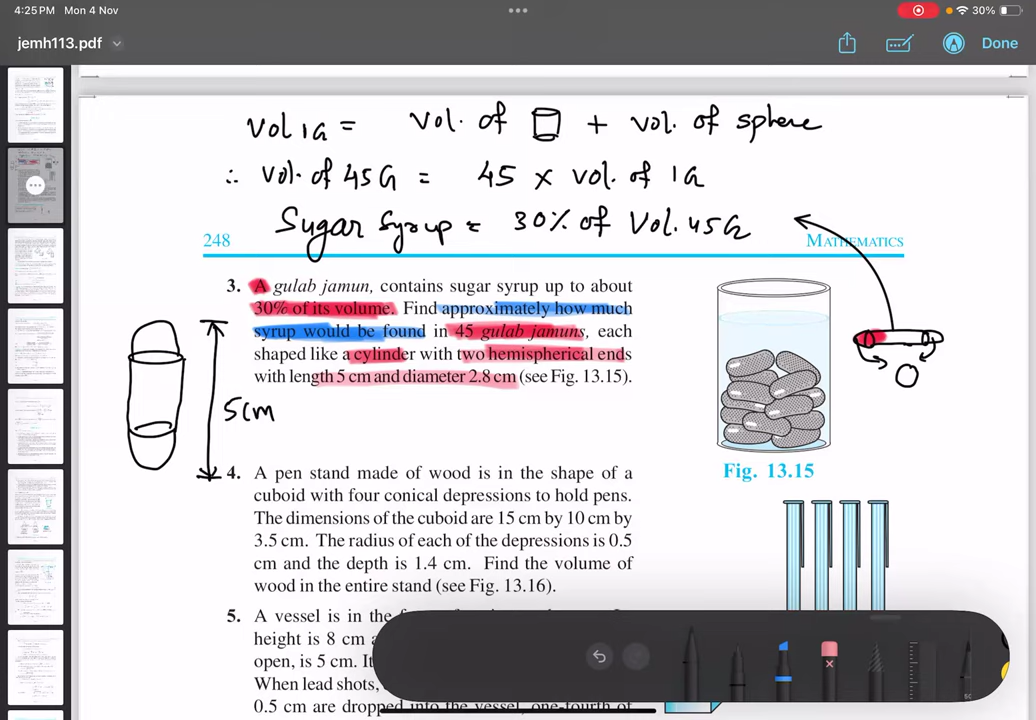 4:25 PM Mon 4 Nov
30%
jemh113.pdf
Done
Vol 1G = Vol. of + vol. of sphere
∴ Vol. of 45G = 45 × vol. of 1G
Sugar Syrup = 30% of Vol. 45G
248
MATHEMATICS
3. A gulab jamun, contains sugar syrup up to about
30% of its volume. Find approximately how much
syrup would be found in 45 gulab jamuns, each
shaped like a cylinder with two hemispherical ends
with length 5 cm and diameter 2.8 cm (see Fig. 13.15).
5cm
Fig. 13.15
4. A pen stand made of wood is in the shape of a
cuboid with four conical depressions to hold pens.
The dimensions of the cuboid are 15 cm by 10 cm by
3.5 cm. The radius of each of the depressions is 0.5
cm and the depth is 1.4 cm. Find the volume of
wood in the entire stand (see Fig. 13.16).
5. A vessel is in the
height is 8 cm
open, is 5 cm. It
When lead shots,
0.5 cm are dropped into the vessel, one-fourth of